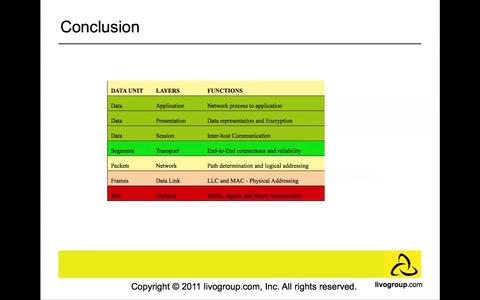 Conclusion
DATA UNIT LAYERS FUNCTIONS
Data Application Network process to application
Data Presentation Data representation and Encryption
Data Session Inter-host Communication
Segments Transport End-to-End connections and reliability
Packets Network Path determination and logical addressing
Frames Data Link LLC and MAC - Physical Addressing
Bits Physical Media, signals and binary transmission
livogroup.com
Copyright © 2011 livogroup.com, Inc. All rights reserved.